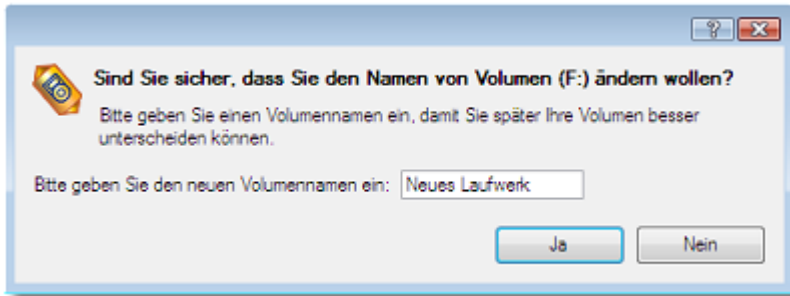 Sind Sie sicher, dass Sie den Namen von Volumen (F:) ändern wollen?
Bitte geben Sie einen Volumennamen ein, damit Sie später Ihre Volumen besser
unterscheiden können.
Bitte geben Sie den neuen Volumennamen ein: Neues Laufwerk
Ja Nein